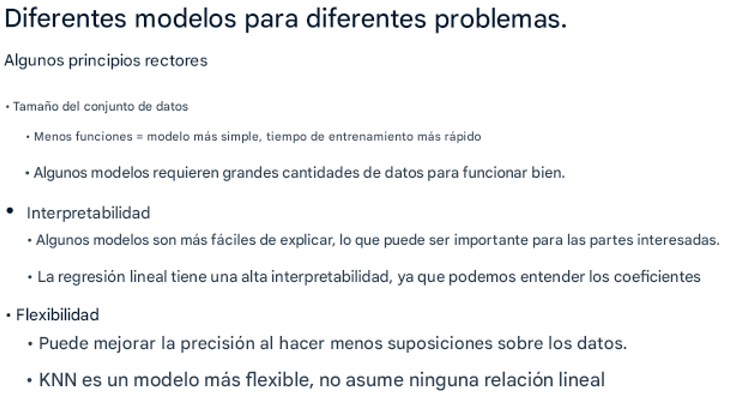 Diferentes modelos para diferentes problemas.
Algunos principios rectores
• Tamaño del conjunto de datos
• Menos funciones = modelo más simple, tiempo de entrenamiento más rápido
• Algunos modelos requieren grandes cantidades de datos para funcionar bien.
• Interpretabilidad
• Algunos modelos son más fáciles de explicar, lo que puede ser importante para las partes interesadas.
• La regresión lineal tiene una alta interpretabilidad, ya que podemos entender los coeficientes
• Flexibilidad
• Puede mejorar la precisión al hacer menos suposiciones sobre los datos.
• KNN es un modelo más flexible, no asume ninguna relación lineal